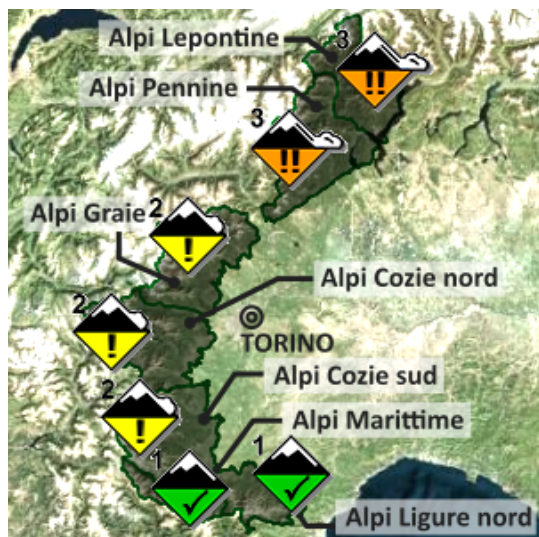 Alpi Lepontine
3
!!
Alpi Pennine
3
!!
Alpi Graie
2
!
Alpi Cozie nord
2
!
TORINO
Alpi Cozie sud
2
!
Alpi Marittime
1
1
Alpi Ligure nord